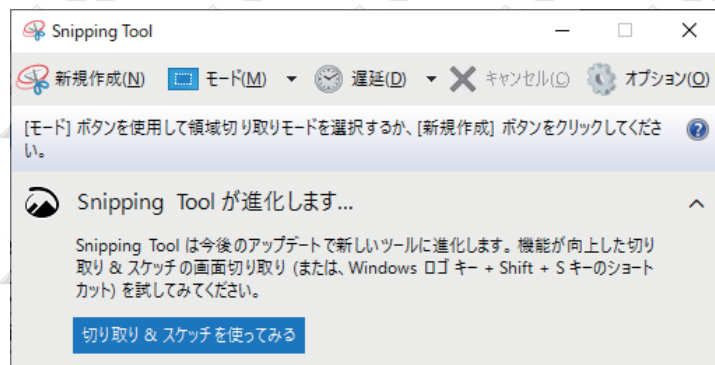 Snipping Tool
新規作成(N) モード(M) 遅延(D) キャンセル(C) オプション(O)
[モード] ボタンを使用して領域切り取りモードを選択するか、[新規作成] ボタンをクリックしてくださ
い。
Snipping Tool が進化します...
Snipping Tool は今後のアップデートで新しいツールに進化します。機能が向上した切り
取り & スケッチの画面切り取り (または、Windows ロゴ キー + Shift + S キーのショート
カット) を試してみてください。
切り取り & スケッチを使ってみる